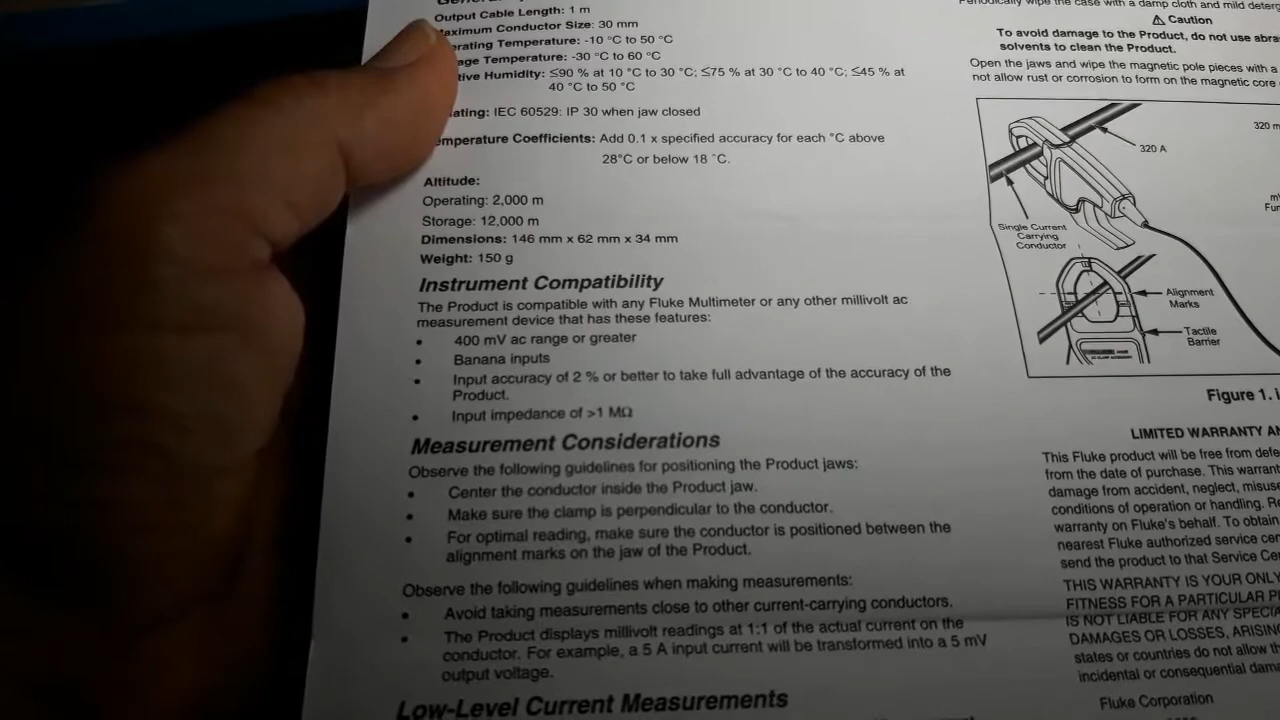 Output Cable Length: 1 m
Maximum Conductor Size: 30 mm
erating Temperature: -10 °C to 50 °C
age Temperature: -30 °C to 60 °C
tive Humidity: ≤90 % at 10 °C to 30 °C; ≤75 % at 30 °C to 40 °C; ≤45 % at
40 °C to 50 °C
ating: IEC 60529: IP 30 when jaw closed
emperature Coefficients: Add 0.1 x specified accuracy for each °C above
28°C or below 18 °C.
Altitude:
Operating: 2,000 m
Storage: 12,000 m
Dimensions: 146 mm x 62 mm x 34 mm
Weight: 150 g
Instrument Compatibility
The Product is compatible with any Fluke Multimeter or any other millivolt ac
measurement device that has these features:
• 400 mV ac range or greater
• Banana inputs
• Input accuracy of 2 % or better to take full advantage of the accuracy of the
Product.
• Input impedance of >1 MΩ
Measurement Considerations
Observe the following guidelines for positioning the Product jaws:
• Center the conductor inside the Product jaw.
• Make sure the clamp is perpendicular to the conductor.
• For optimal reading, make sure the conductor is positioned between the
alignment marks on the jaw of the Product.
Observe the following guidelines when making measurements:
• Avoid taking measurements close to other current-carrying conductors.
• The Product displays millivolt readings at 1:1 of the actual current on the
conductor. For example, a 5 A input current will be transformed into a 5 mV
output voltage.
Low-Level Current Measurements
Periodically wipe the case with a damp cloth and mild deterg
⚠ Caution
To avoid damage to the Product, do not use abra
solvents to clean the Product.
Open the jaws and wipe the magnetic pole pieces with a
not allow rust or corrosion to form on the magnetic core
320 m
320 A
Single Current
Carrying
Conductor
Alignment
Marks
Tactile
Barrier
Figure 1. i
LIMITED WARRANTY AN
This Fluke product will be free from defe
from the date of purchase. This warrant
damage from accident, neglect, misuse
conditions of operation or handling. Re
warranty on Fluke's behalf. To obtain
nearest Fluke authorized service cen
send the product to that Service Cen
THIS WARRANTY IS YOUR ONLY
FITNESS FOR A PARTICULAR P
IS NOT LIABLE FOR ANY SPECIA
DAMAGES OR LOSSES, ARISING
states or countries do not allow th
incidental or consequential dam
Fluke Corporation